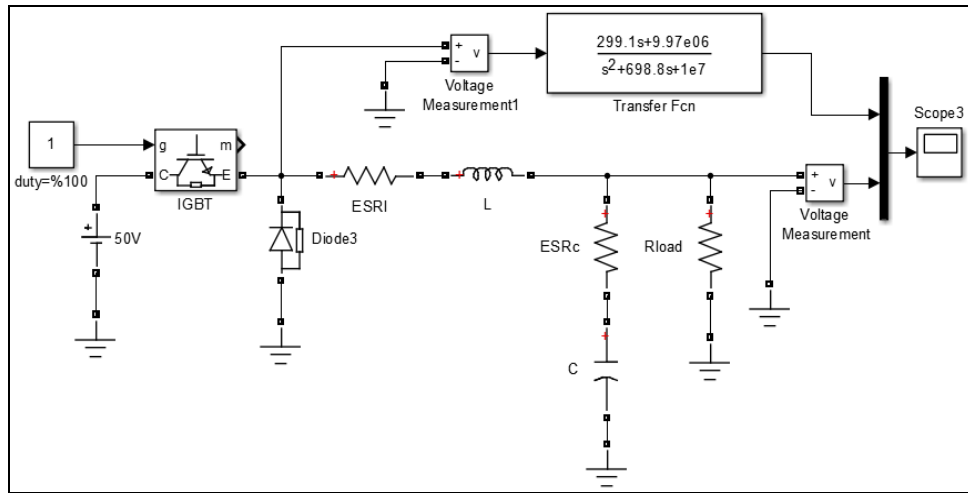 299.1s+9.97e06
s²+698.8s+1e7
Transfer Fcn
+
-
v
Voltage
Measurement1
Scope3
1
duty=%100
g
m
C
E
IGBT
+
50V
+
ESRl
+
L
Diode3
+
ESRc
+
Rload
+
-
v
Voltage
Measurement
+
C